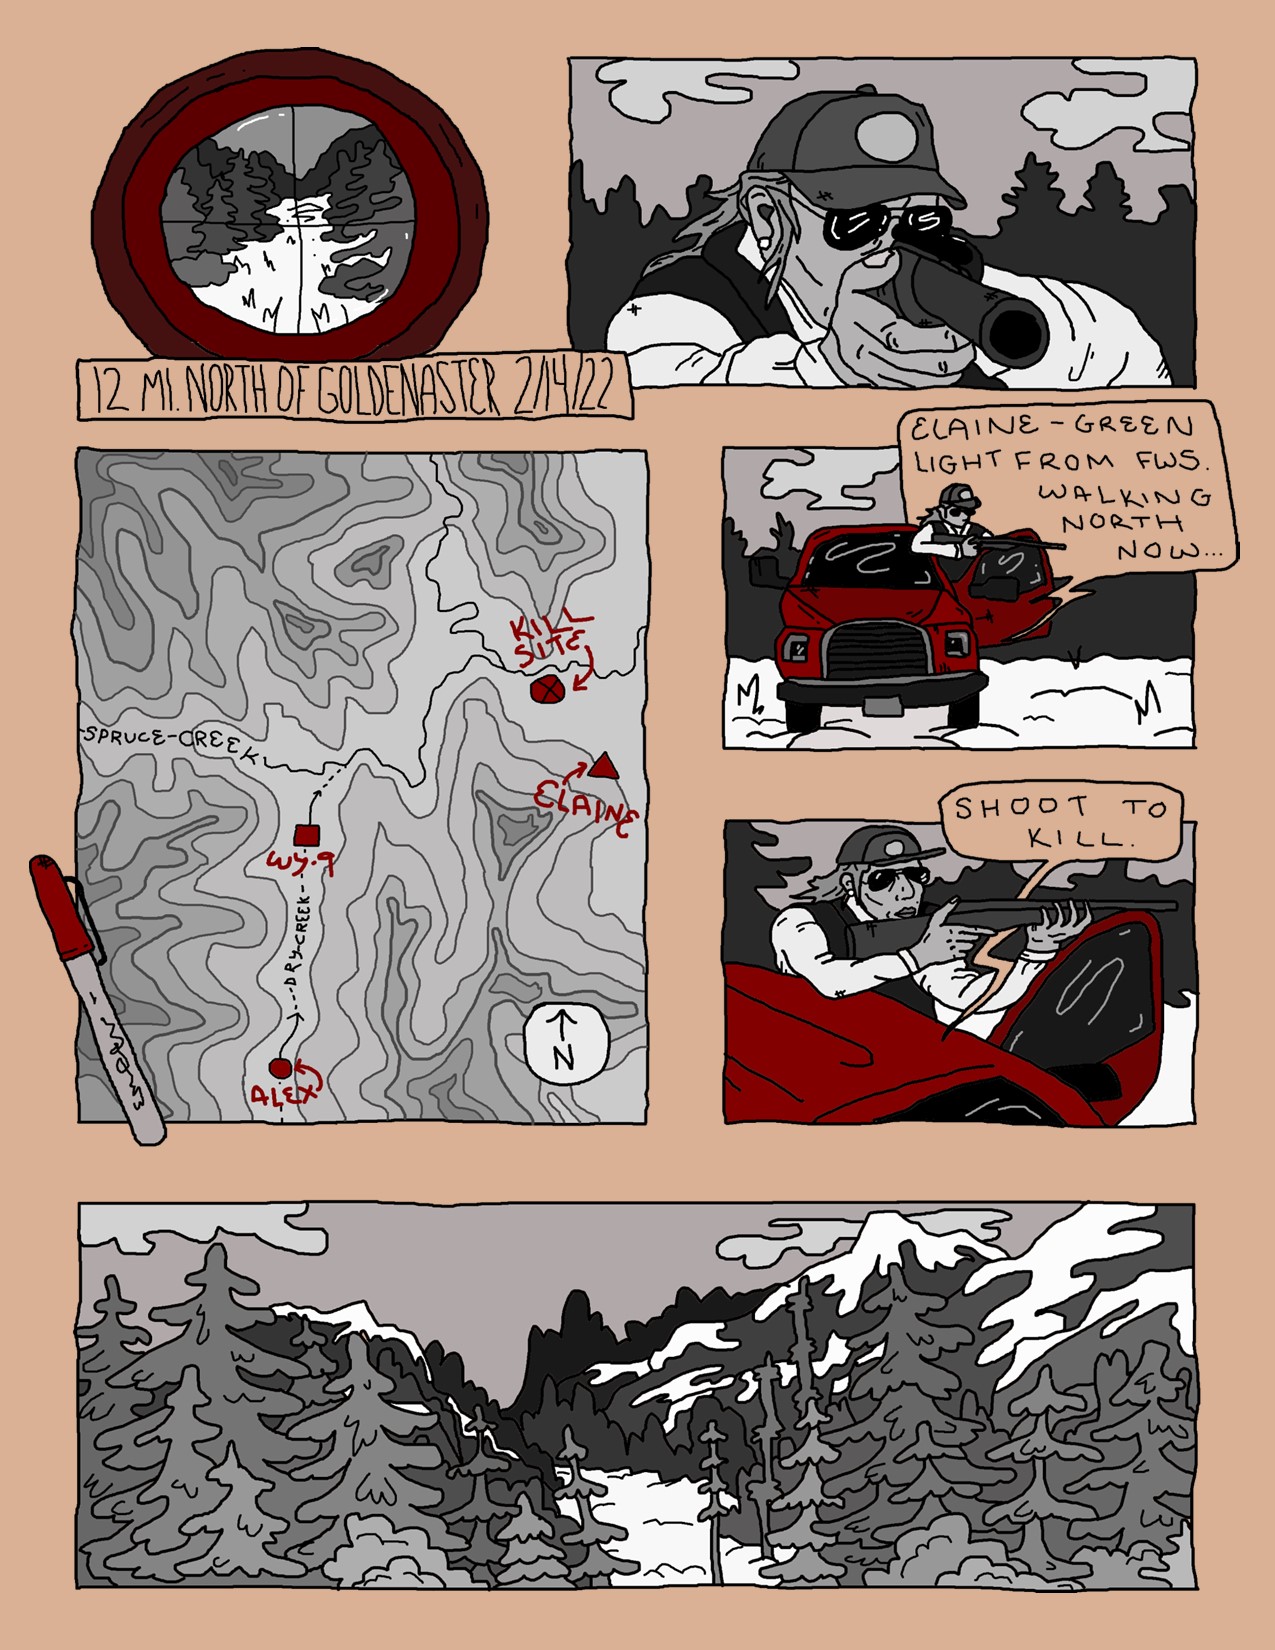 12 MI. NORTH OF GOLDENASTER 2/14/22
ELAINE-GREEN
LIGHT FROM FWS.
WALKING
NORTH
NOW...
KILL
SITE
SPRUCE-CREEK
ELAINE
WY.9
DRY-CREEK
N
ALEX
SHOOT TO
KILL.